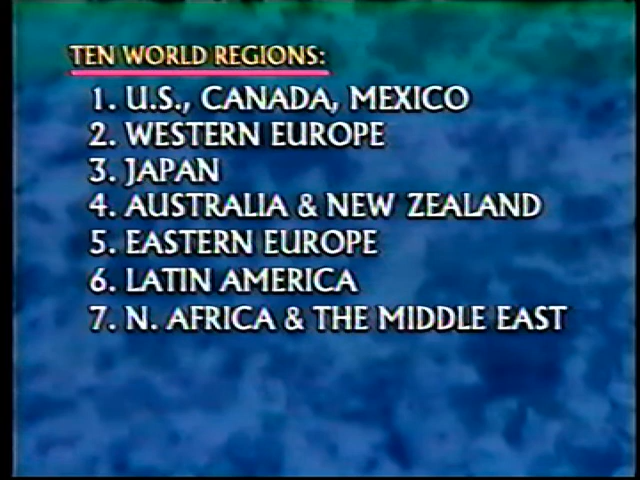 TEN WORLD REGIONS:
1. U.S., CANADA, MEXICO
2. WESTERN EUROPE
3. JAPAN
4. AUSTRALIA & NEW ZEALAND
5. EASTERN EUROPE
6. LATIN AMERICA
7. N. AFRICA & THE MIDDLE EAST